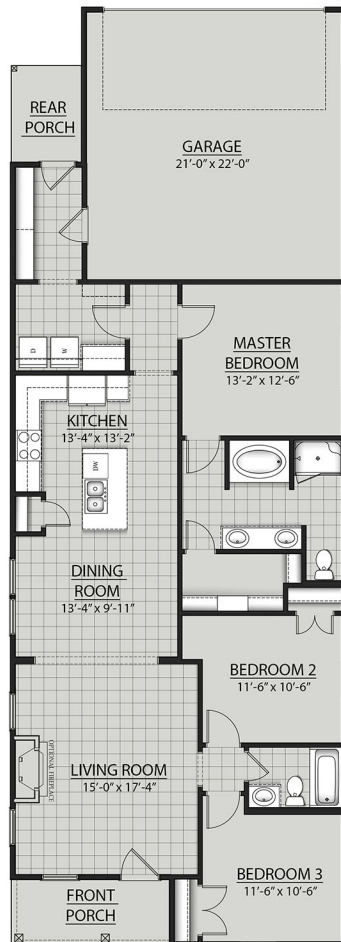 REAR
PORCH
GARAGE
21'-0" x 22'-0"
MASTER
BEDROOM
13'-2" x 12'-6"
D
W
KITCHEN
13'-4" x 13'-2"
DW
DINING
ROOM
13'-4" x 9'-11"
BEDROOM 2
11'-6" x 10'-6"
OPTIONAL FIREPLACE
LIVING ROOM
15'-0" x 17'-4"
BEDROOM 3
11'-6" x 10'-6"
FRONT
PORCH